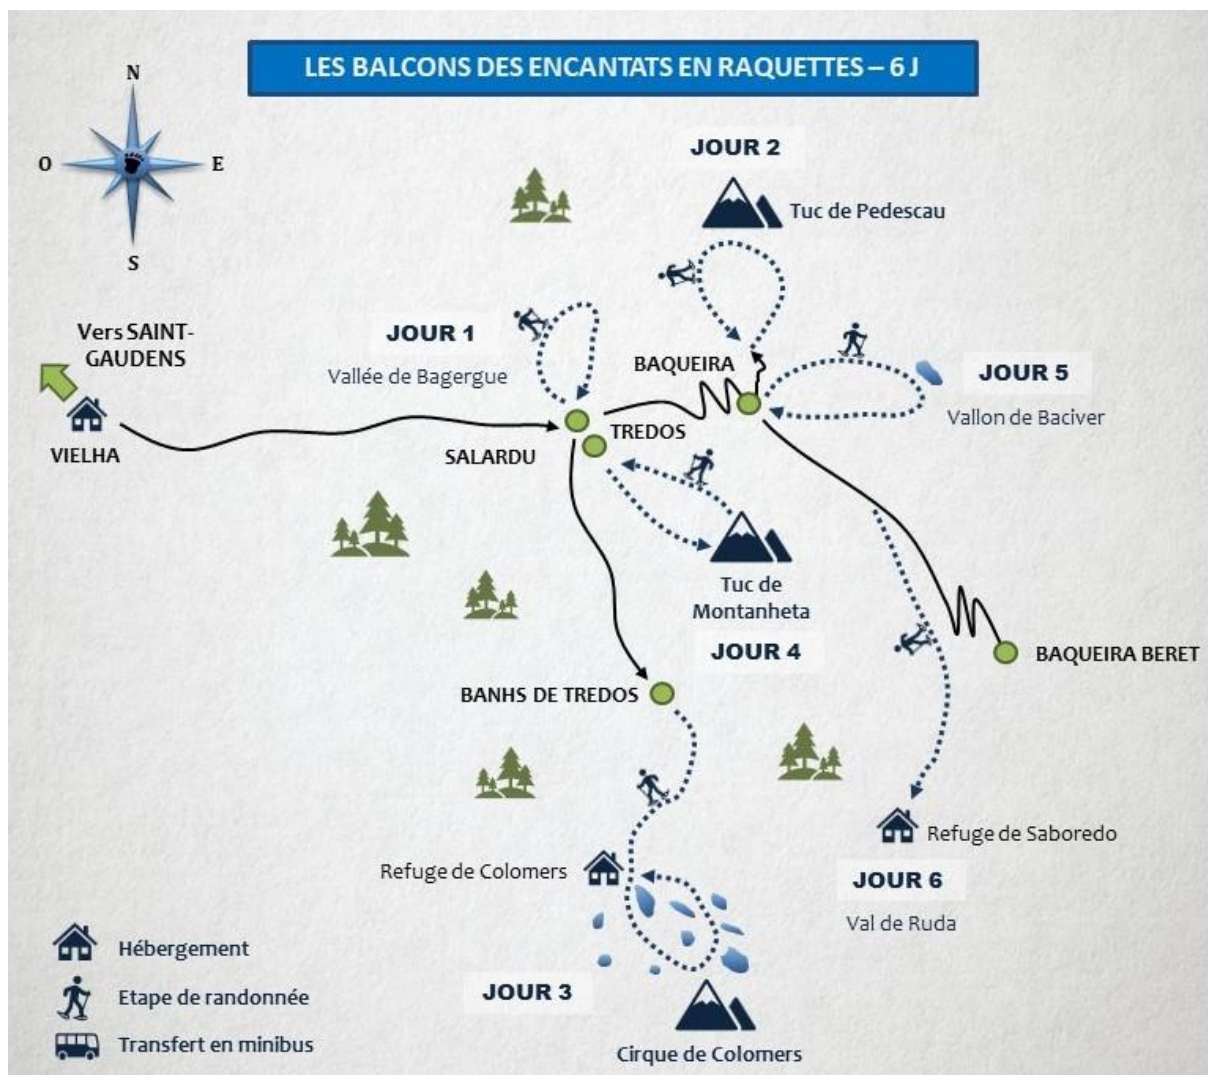 LES BALCONS DES ENCANTATS EN RAQUETTES – 6 J
N
O
E
S
JOUR 2
Tuc de Pedescau
Vers SAINT-
GAUDENS
JOUR 1
Vallée de Bagergue
BAQUEIRA
JOUR 5
Vallon de Baciver
VIELHA
TREDOS
SALARDU
Tuc de
Montanheta
JOUR 4
BAQUEIRA BERET
BANHS DE TREDOS
Refuge de Saboredo
Refuge de Colomers
JOUR 6
Val de Ruda
Hébergement
JOUR 3
Etape de randonnée
Transfert en minibus
Cirque de Colomers